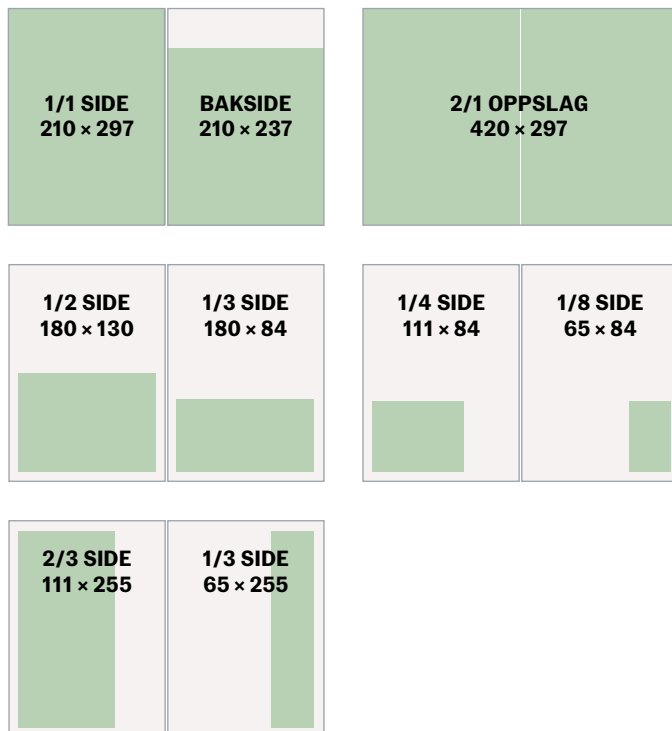 1/1 SIDE
210 × 297
BAKSIDE
210 × 237
2/1 OPPSLAG
420 × 297
1/2 SIDE
180 × 130
1/3 SIDE
180 × 84
1/4 SIDE
111 × 84
1/8 SIDE
65 × 84
2/3 SIDE
111 × 255
1/3 SIDE
65 × 255